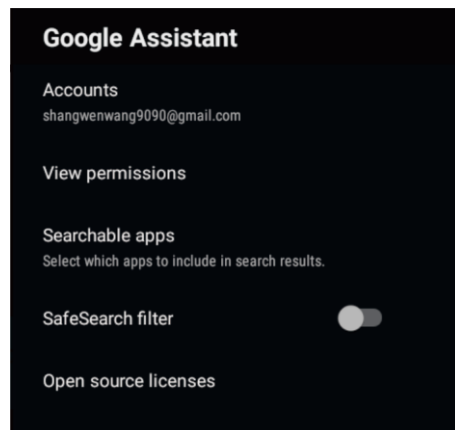 Google Assistant
Accounts
shangwenwang9090@gmail.com
View permissions
Searchable apps
Select which apps to include in search results.
SafeSearch filter
Open source licenses